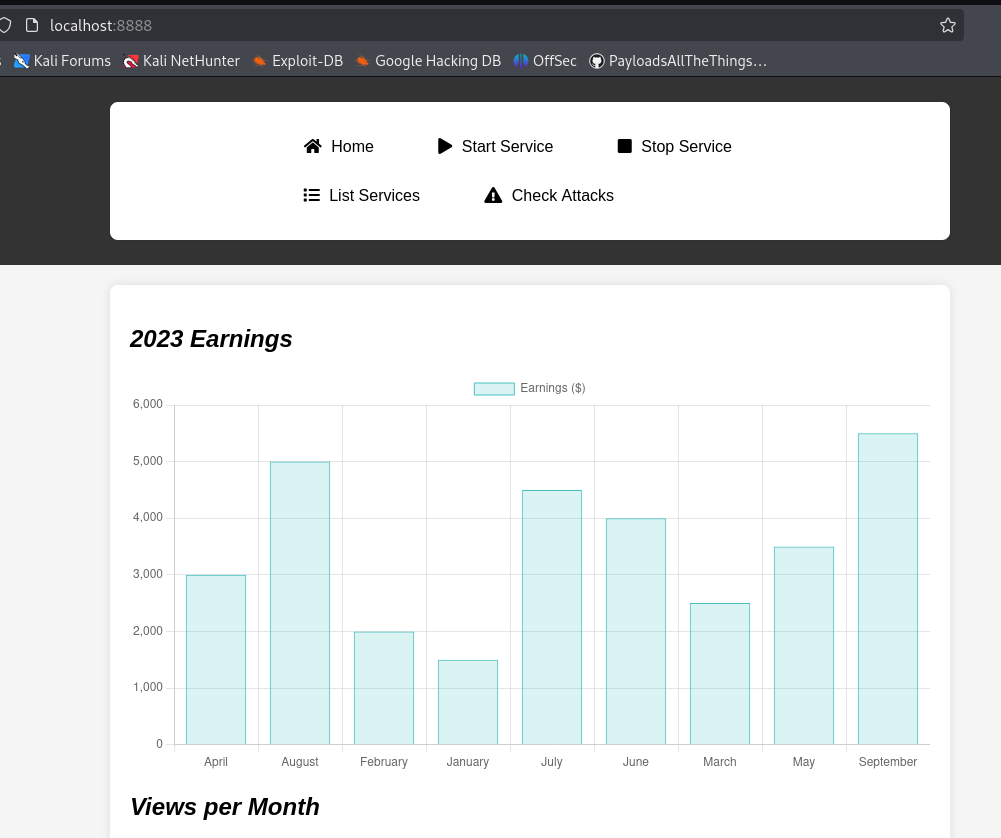 localhost:8888
s Kali Forums Kali NetHunter Exploit-DB Google Hacking DB OffSec PayloadsAllTheThings…
Home Start Service Stop Service
List Services Check Attacks
2023 Earnings
Earnings ($)
6,000
5,000
4,000
3,000
2,000
1,000
0
April August February January July June March May September
Views per Month